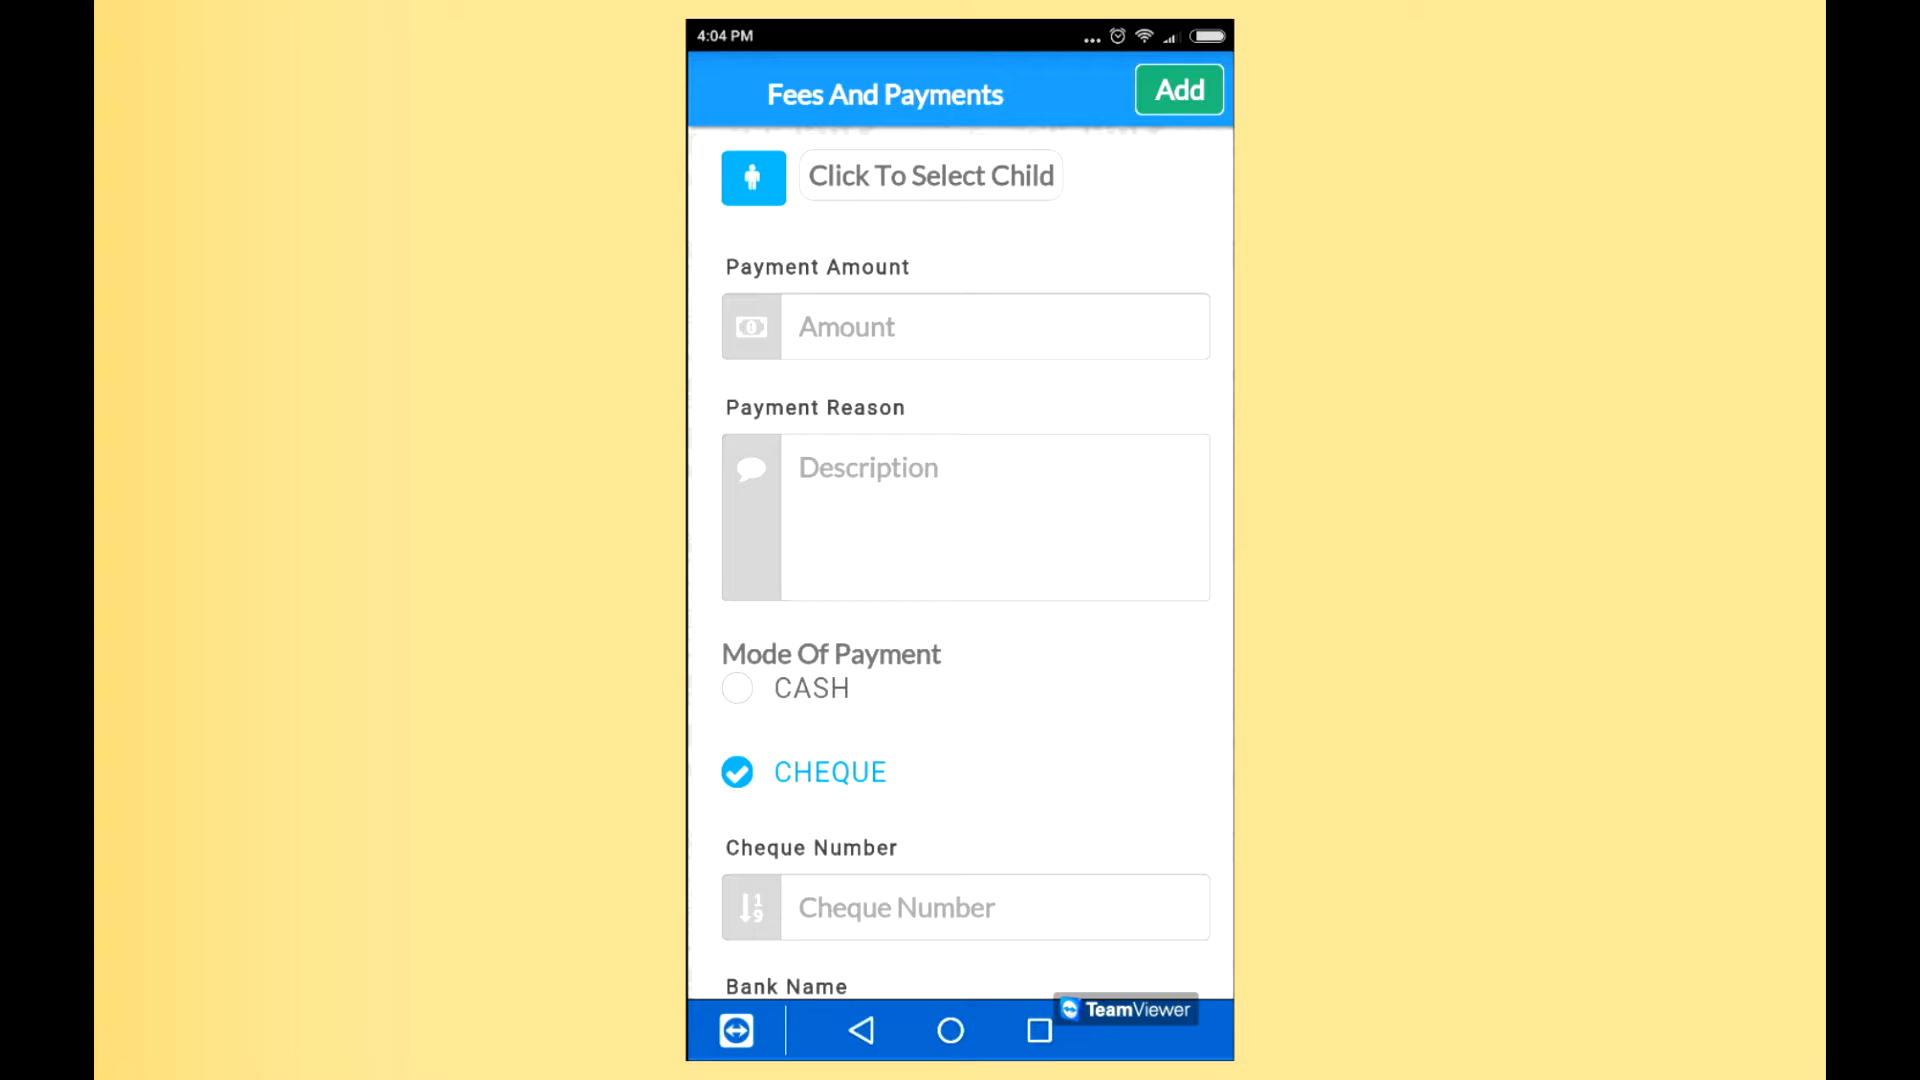 4:04 PM
Fees And Payments
Add
Click To Select Child
Payment Amount
Amount
Payment Reason
Description
Mode Of Payment
CASH
CHEQUE
Cheque Number
Cheque Number
Bank Name
TeamViewer